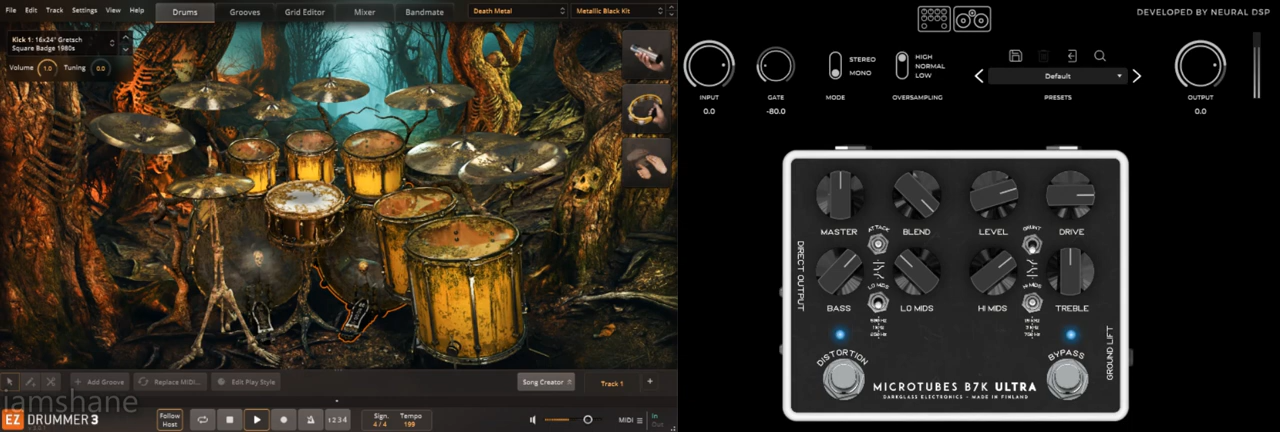 File Edit Track Settings View Help
Drums Grooves Grid Editor Mixer Bandmate
Death Metal Metallic Black Kit
Kick 1: 16x24" Gretsch
Square Badge 1980s
Volume 1.0 Tuning 0.0
Add Groove Replace MIDI... Edit Play Style
Song Creator Track 1 +
iamshane
EZ DRUMMER 3
Follow
Host
1 2 3 4
Sign.
4 / 4
Tempo
199
MIDI
In
Out
DEVELOPED BY NEURAL DSP
INPUT
0.0
GATE
-80.0
STEREO
MONO
MODE
HIGH
NORMAL
LOW
OVERSAMPLING
Default
PRESETS
OUTPUT
0.0
MASTER BLEND LEVEL DRIVE
ATTACK GRUNT
DIRECT OUTPUT
BASS LO MIDS HI MIDS TREBLE
LO MIDS HI MIDS
GROUND LIFT
DISTORTION BYPASS
MICROTUBES B7K ULTRA
DARKGLASS ELECTRONICS - MADE IN FINLAND